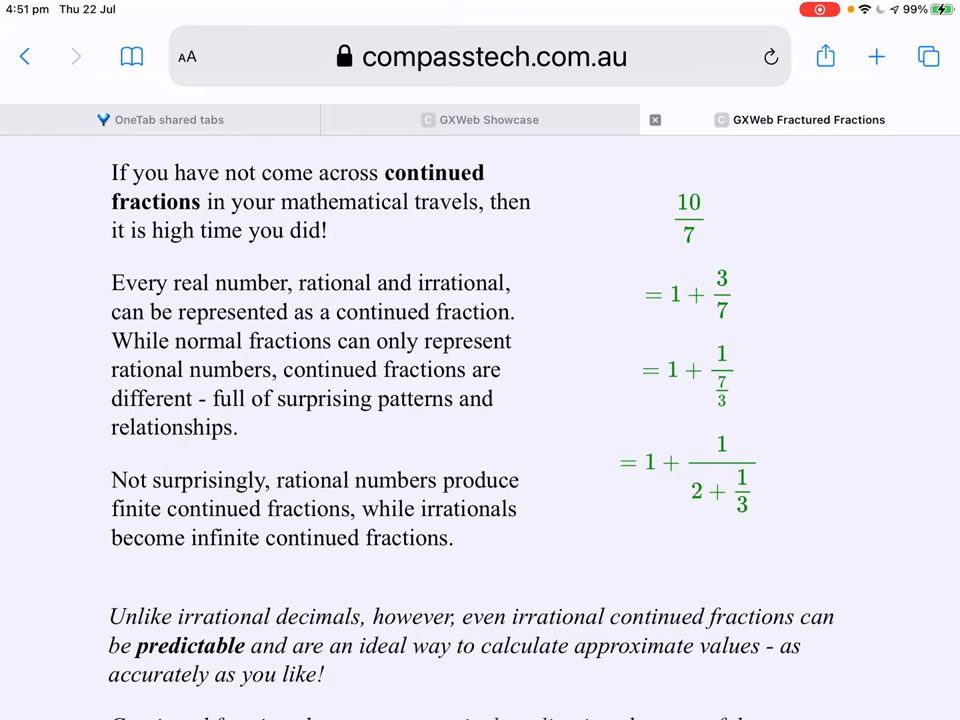 4:51 pm Thu 22 Jul
99%
AA
compasstech.com.au
OneTab shared tabs
C GXWeb Showcase
C GXWeb Fractured Fractions
If you have not come across continued
fractions in your mathematical travels, then
it is high time you did!
Every real number, rational and irrational,
can be represented as a continued fraction.
While normal fractions can only represent
rational numbers, continued fractions are
different - full of surprising patterns and
relationships.
Not surprisingly, rational numbers produce
finite continued fractions, while irrationals
become infinite continued fractions.
10
7
= 1 + 3
7
= 1 + 1
7
3
= 1 + 1
2 + 1
3
Unlike irrational decimals, however, even irrational continued fractions can
be predictable and are an ideal way to calculate approximate values - as
accurately as you like!